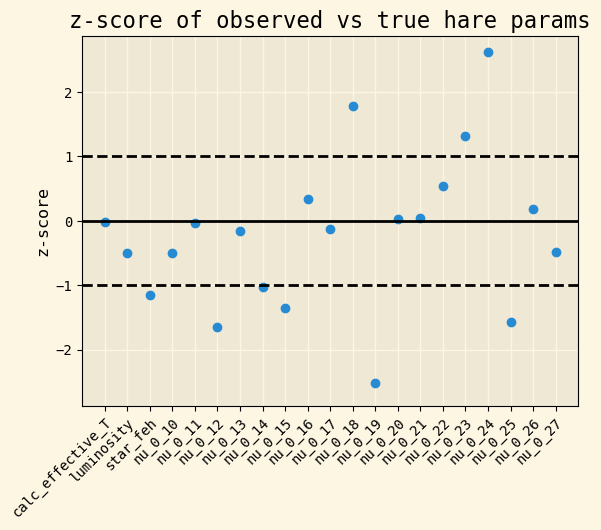 z-score of observed vs true hare params
z-score
2
1
0
−1
−2
calc_effective_T
luminosity
star_feh
nu_0_10
nu_0_11
nu_0_12
nu_0_13
nu_0_14
nu_0_15
nu_0_16
nu_0_17
nu_0_18
nu_0_19
nu_0_20
nu_0_21
nu_0_22
nu_0_23
nu_0_24
nu_0_25
nu_0_26
nu_0_27